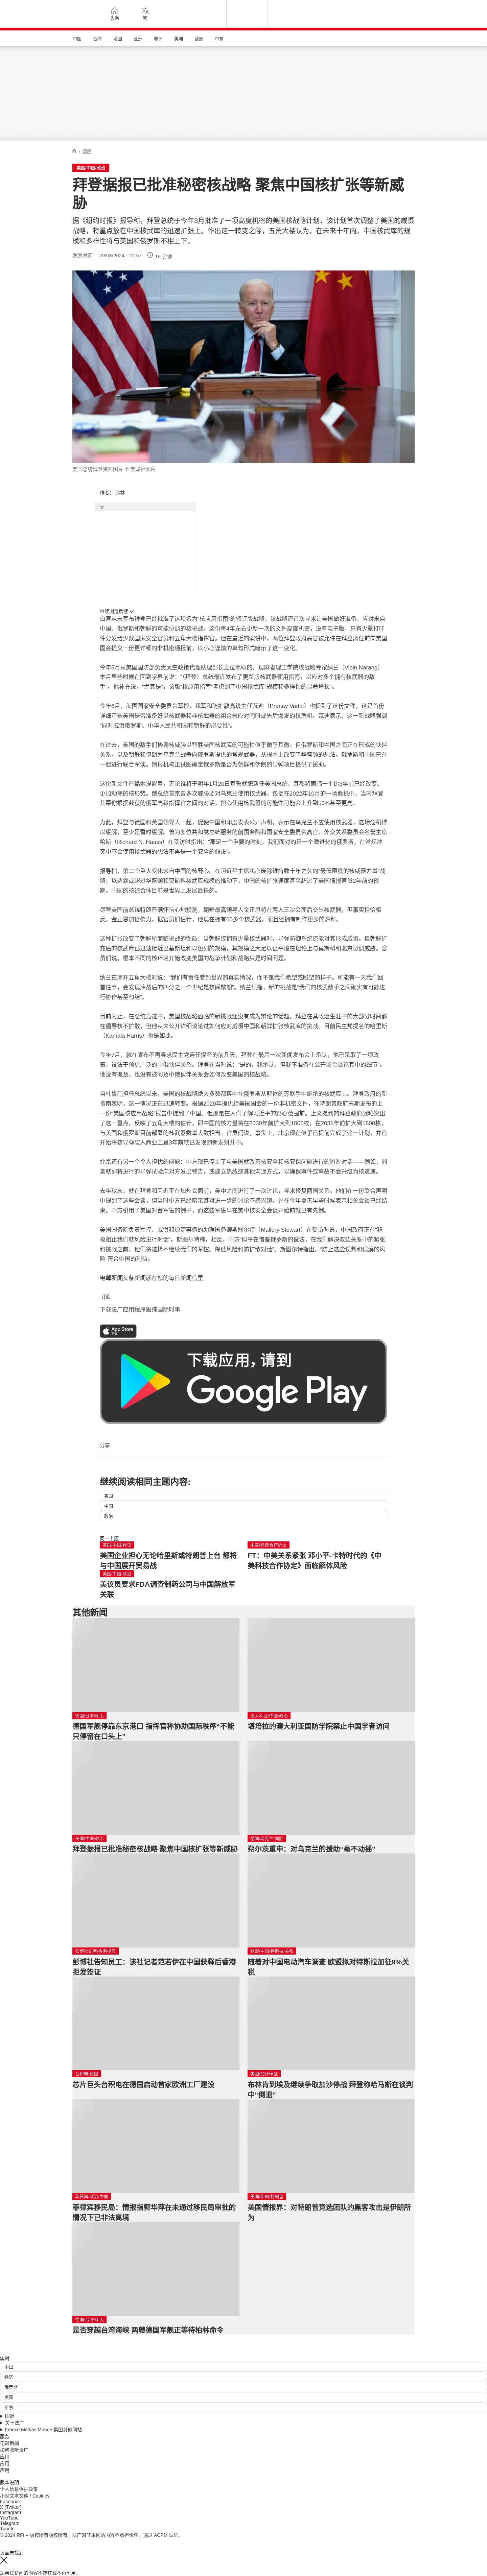 头条
繁
中国
台海
法国
亚洲
非洲
美洲
欧洲
中东
/ 国际
美国/中国/政治
拜登据报已批准秘密核战略 聚焦中国核扩张等新威
胁
据《纽约时报》报导称，拜登总统于今年3月批准了一项高度机密的美国核战略计划，该计划首次调整了美国的威慑
战略，将重点放在中国核武库的迅速扩张上。作出这一转变之际，五角大楼认为，在未来十年内，中国核武库的规
模和多样性将与美国和俄罗斯不相上下。
发表时间： 20/08/2024 - 22:57
16 分钟
美国总统拜登资料图片 © 美联社图片
作者： 弗林
广告
继续浏览后续
白宫从未宣布拜登已经批准了这项名为“核应用指南”的修订版战略，该战略还首次寻求让美国做好准备，应对来自
中国、俄罗斯和朝鲜的可能协调的核挑战。这份每4年左右更新一次的文件高度机密，没有电子版，只有少量打印
件分发给少数国家安全官员和五角大楼指挥官。但在最近的演讲中，两位拜登政府高官被允许在拜登离任前向美国
国会提交一份更详细的非机密通报前，以小心谨慎的单句形式暗示了这一变化。
今年5月从美国国防部负责太空政策代理助理部长之位离职的，现麻省理工学院核战略专家纳兰（Vipin Narang）
本月早些时候在回到学界前说：“（拜登）总统最近发布了更新版核武器使用指南，以应对多个拥有核武器的敌
手”。他补充说，“尤其是”，该版“核应用指南”考虑到了中国核武库“规模和多样性的显著增长”。
今年6月，美国国家安全委员会军控、裁军和防扩散高级主任瓦迪（Pranay Vaddi）也提到了这份文件，这是首份
详细审查美国是否准备好以核武器和非核武器的组合来应对同时或先后爆发的核危机。瓦迪表示，这一新战略强调
“同时威慑俄罗斯、中华人民共和国和朝鲜的必要性”。
在过去，美国的敌手们协调核威胁以智胜美国核武库的可能性似乎微乎其微。但俄罗斯和中国之间正在形成的伙伴
关系，以及朝鲜和伊朗为乌克兰战争向俄罗斯提供的常规武器，从根本上改变了华盛顿的想法。俄罗斯和中国已在
一起进行联合军演。情报机构正试图确定俄罗斯是否为朝鲜和伊朗的导弹项目提供了援助。
这份新文件严酷地提醒着，无论谁将于明年1月20日宣誓就职新任美国总统，其都将面临一个比3年前已经改变、
更加动荡的核形势。俄总统普京曾多次威胁要对乌克兰使用核武器，包括在2022年10月的一场危机中，当时拜登
其幕僚根据截获的俄军高级指挥官之间的对话，担心使用核武器的可能性可能会上升到50%甚至更高。
为此，拜登与德国和英国领导人一起，促使中国和印度发表公开声明，表示在乌克兰不应使用核武器。这场危机得
以缓解，至少是暂时缓解。曾为多位共和党总统服务的前国务院和国家安全委员会高官、外交关系委员会名誉主席
哈斯（Richard N. Haass）在受访时指出：“那是一个重要的时刻，我们面对的是一个激进化的俄罗斯，在常规冲
突中不会使用核武器的想法不再是一个安全的假设”。
报导指，第二个重大变化来自中国的核野心。在习近平主席决心废除维持数十年之久的“最低限度的核威慑力量”战
略，以达到或超过华盛顿和莫斯科核武库规模的推动下，中国的核扩张速度甚至超过了美国情报官员2年前的预
期。中国的核综合体目前是世界上发展最快的。
尽管美国前总统特朗普满怀信心地预测，朝鲜最高领导人金正恩将在两人三次会面后交出核武器，但事实恰恰相
反，金正恩加倍努力。据官员们估计，他现在拥有60多个核武器，而且还拥有制作更多的燃料。
这种扩张改变了朝鲜所面临挑战的性质：当朝鲜仅拥有少量核武器时，导弹防御系统还能对其形成威慑。但朝鲜扩
充后的核武库已迅速接近巴基斯坦和以色列的规模，其规模之大足以让平壤在理论上与莫斯科和北京协调威胁。官
员们说，根本不同的核环境开始改变美国的战争计划和战略只是时间问题。
纳兰在离开五角大楼时说：“我们有责任看到世界的真实情况，而不是我们希望或盼望的样子。可能有一天我们回
首往事，会发现冷战后的四分之一个世纪是核间歇期”。纳兰续指，新的挑战是“我们的核武敌手之间确实有可能进
行协作甚至勾结”。
目前为止，在总统竞选中，美国核战略面临的新挑战还没有成为辩论的话题。拜登在其政治生涯中的大部分时间都
在倡导核不扩散，但他从未公开详细谈论过如何应对威慑中国和朝鲜扩张核武库的挑战。目前民主党提名的哈里斯
（Kamala Harris）也是如此。
今年7月，就在宣布不再寻求民主党连任提名的前几天，拜登在最后一次新闻发布会上承认，他已采取了一项政
策，设法干预更广泛的中俄伙伴关系。拜登在当时说：“是的，我承认，但我不准备在公开场合谈论其中的细节”。
他没有提及，也没有被问及中俄伙伴关系会如何改变美国的核战略。
自杜鲁门担任总统以来，美国的核战略绝大多数都集中在俄罗斯从解体的苏联手中继承的核武库上。拜登政府的新
指南表明，这一情况正在迅速转变。根据2020年提供给美国国会的一份非机密文件，在特朗普政府末期发布的上
一份“美国核应用战略”报告中提到了中国。但那是在人们了解习近平的野心范围前。上文提到的拜登政府战略突出
了这一重点，反映了五角大楼的估计，即中国的核力量将在2030年前扩大到1000枚，在2035年前扩大到1500枚，
与美国和俄罗斯目前部署的核武器数量大致相当。官员们说，事实上，北京现在似乎已提前完成了这一计划，并已
开始将核导弹装入商业卫星3年前就已发现的新发射井中。
北京还有另一个令人担忧的问题：中方现已停止了与美国就改善核安全和核安保问题进行的短暂对话——例如，同
意就即将进行的导弹试验向对方发出警告，或建立热线或其他沟通方式，以确保事件或事故不会升级为核遭遇。
去年秋末，就在拜登和习近平在加州会面前，美中之间进行了一次讨论，寻求修复两国关系。他们在一份联合声明
中提到了这些会谈，但当时中方已经暗示其对进一步的讨论不感兴趣，并在今年夏天早些时候表示相关会谈已经结
束。中方引用了美国对台军售的例子，而这些军售早在美中核安全会谈开始前就已有先例。
美国国务院负责军控、威慑和稳定事务的助理国务卿斯图尔特（Mallory Stewart）在受访时说，中国政府正在“积
极阻止我们就风险进行对话”。斯图尔特称，相反，中方“似乎在借鉴俄罗斯的做法，在我们解决双边关系中的紧张
和挑战之前，他们将选择不继续我们的军控、降低风险和防扩散对话”。斯图尔特指出，“防止这些误判和误解的风
险”符合中国的利益。
电邮新闻头条新闻就在您的每日新闻信里
订阅
下载法广应用程序跟踪国际时事
App Store
下载
下载应用，请到
Google Play
分享 :
继续阅读相同主题内容:
美国
中国
政治
同一主题
美国/中国/经贸
美国企业担心无论哈里斯或特朗普上台 都将
与中国展开贸易战
中美/科技合作协议
FT：中美关系紧张 邓小平-卡特时代的《中
美科技合作协定》面临解体风险
美国/中国/政治
美议员要求FDA调查制药公司与中国解放军
关联
其他新闻
德国/日本/印太
德国军舰停靠东京港口 指挥官称协助国际秩序“不能
只停留在口头上”
澳大利亚/中国/政治
堪培拉的澳大利亚国防学院禁止中国学者访问
美国/中国/政治
拜登据报已批准秘密核战略 聚焦中国核扩张等新威胁
德国/乌克兰/国际
朔尔茨重申：对乌克兰的援助“毫不动摇”
彭博社记者/香港拒签
彭博社告知员工：该社记者范若伊在中国获释后香港
拒发签证
欧盟/中国/特斯拉/关税
随着对中国电动汽车调查 欧盟拟对特斯拉加征9%关
税
台积电/德国
芯片巨头台积电在德国启动首家欧洲工厂建设
美国/加沙停战
布林肯到埃及继续争取加沙停战 拜登称哈马斯在谈判
中“倒退”
菲律宾/政治/中国
菲律宾移民局：情报指郭华萍在未通过移民局审批的
情况下已非法离境
美国/伊朗/特朗普
美国情报界：对特朗普竞选团队的黑客攻击是伊朗所
为
德国/台湾/印太
是否穿越台湾海峡 两艘德国军舰正等待柏林命令
实时
中国
经济
俄罗斯
美国
军事
国际
关于法广
France Médias Monde 集团其他网站
服务
电邮新闻
如何收听法广
应用
应用
应用
版本说明
个人信息保护政策
小型文本文件 / Cookies
Facebook
X (Twitter)
Instagram
YouTube
Telegram
TuneIn
© 2024 RFI – 版权所有版权所有。法广对非本网站内容不承担责任。通过 ACPM 认证。
页面未找到
您尝试访问的内容不存在或不再可用。